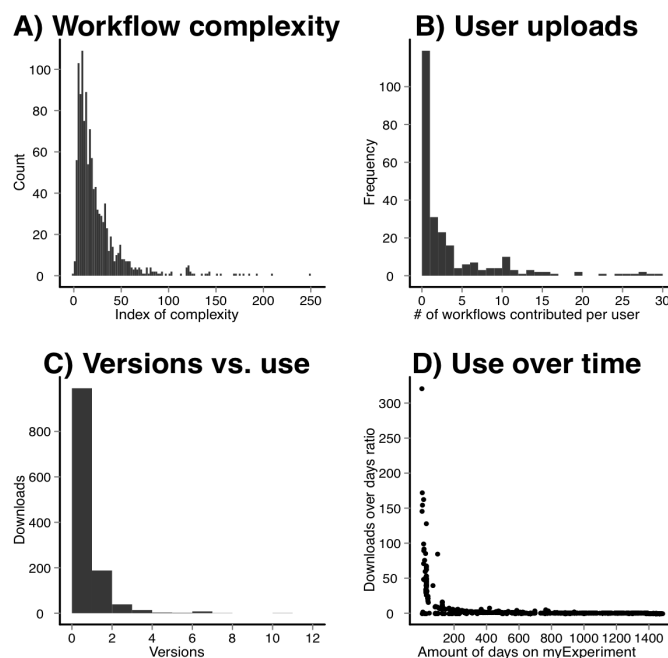 A) Workflow complexity
100
80
60
40
20
0
Count
0 50 100 150 200 250
Index of complexity
B) User uploads
100
80
60
40
20
0
Frequency
0 5 10 15 20 25 30
# of workflows contributed per user
C) Versions vs. use
800
600
400
200
0
Downloads
0 2 4 6 8 10 12
Versions
D) Use over time
300
250
200
150
100
50
0
Downloads over days ratio
200 400 600 800 1000 1200 1400
Amount of days on myExperiment